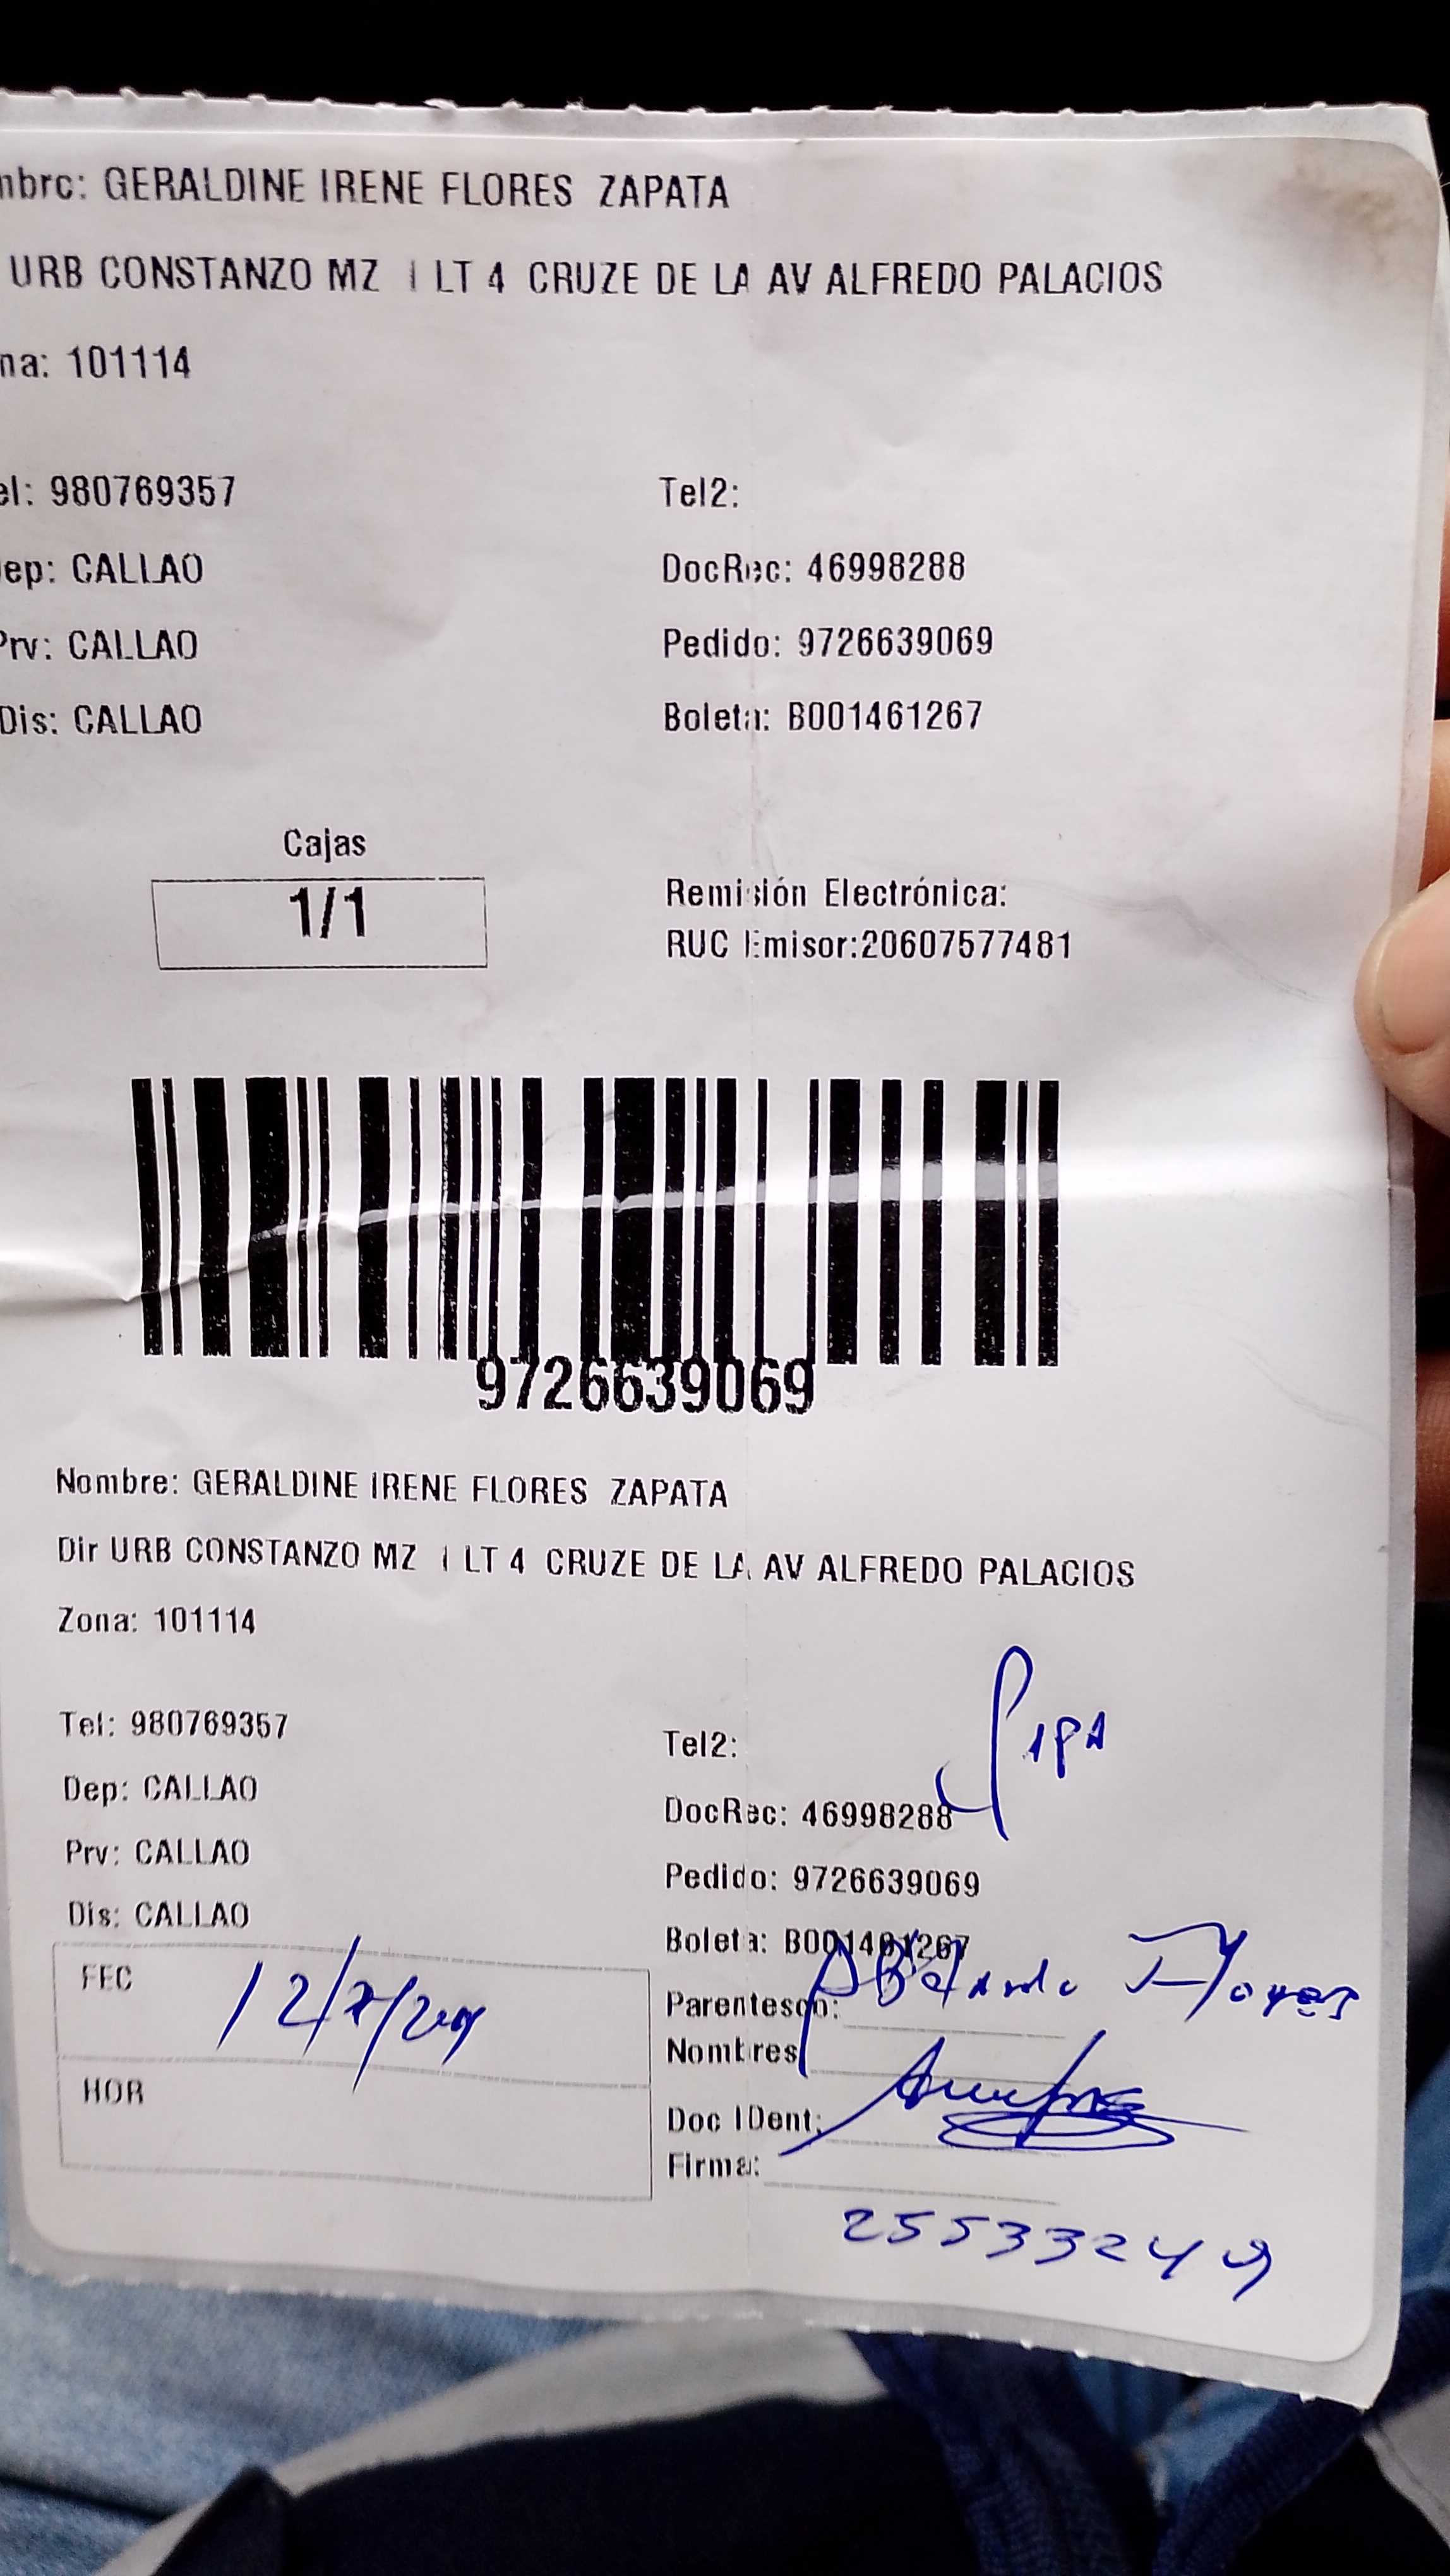 nbre: GERALDINE IRENE FLORES ZAPATA
URB CONSTANZO MZ I LT 4 CRUZE DE LA AV ALFREDO PALACIOS
na: 101114
el: 980769357 Tel2:
ep: CALLAO DocRec: 46998288
Prv: CALLAO Pedido: 9726639069
Dis: CALLAO Boleta: B001461267
Cajas
1/1
Remisión Electrónica:
RUC Emisor:20607577481
9726639069
Nombre: GERALDINE IRENE FLORES ZAPATA
Dir URB CONSTANZO MZ I LT 4 CRUZE DE LA AV ALFREDO PALACIOS
Zona: 101114
Tel: 980769357 Tel2:
Dep: CALLAO DocRec: 46998288
Prv: CALLAO Pedido: 9726639069
Dis: CALLAO Boleta: B001461267
FEC 12/7/
Parentesco: Abelardo Flores
Nombres
HOR
Doc IDent:
Firma:
25533249